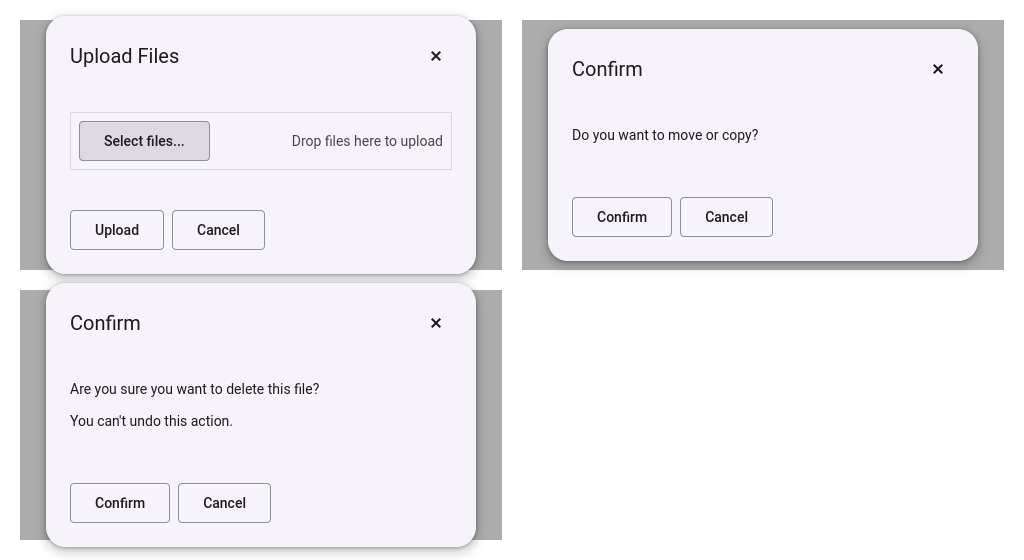 Upload Files
Select files...
Drop files here to upload
Upload
Cancel
Confirm
Do you want to move or copy?
Confirm
Cancel
Confirm
Are you sure you want to delete this file?
You can't undo this action.
Confirm
Cancel